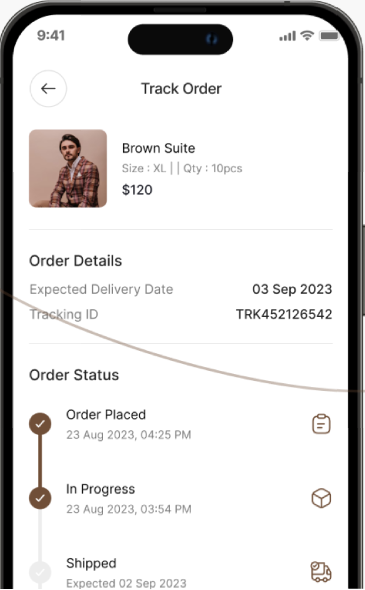 9:41
Track Order
Brown Suite
Size : XL | | Qty : 10pcs
$120
Order Details
Expected Delivery Date 03 Sep 2023
Tracking ID TRK452126542
Order Status
Order Placed
23 Aug 2023, 04:25 PM
In Progress
23 Aug 2023, 03:54 PM
Shipped
Expected 02 Sep 2023